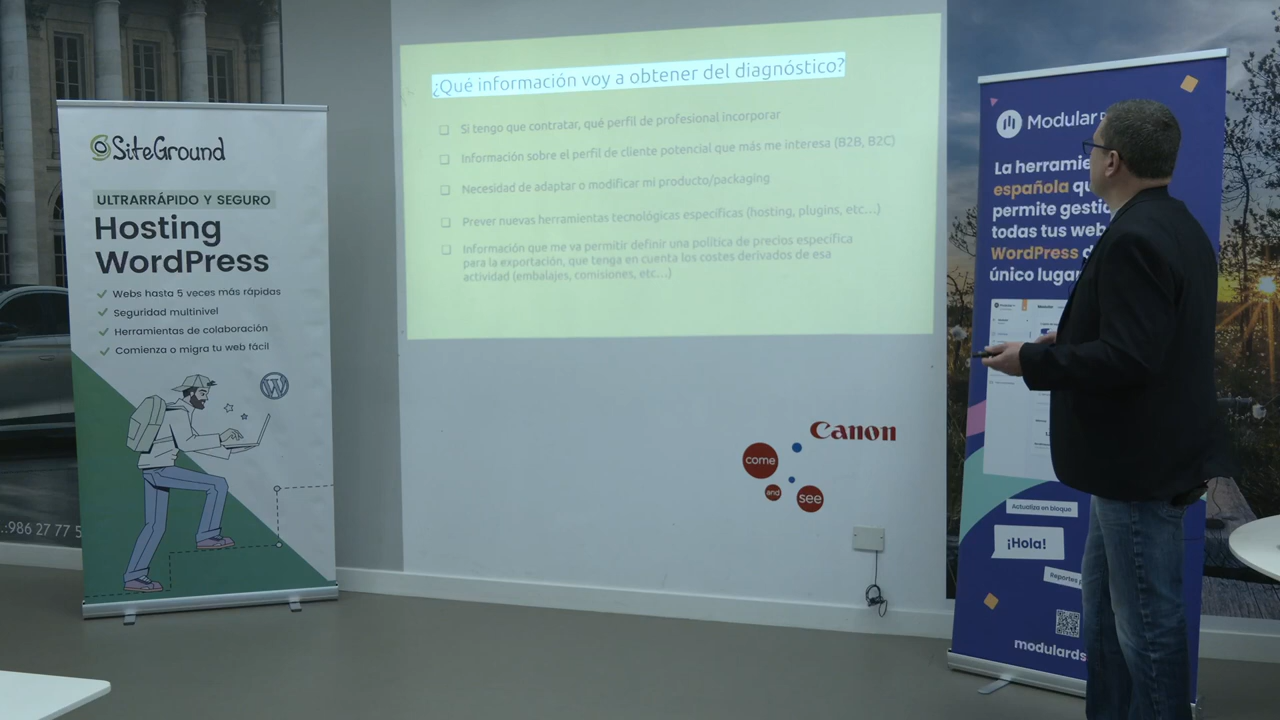 SiteGround
ULTRARRÁPIDO Y SEGURO
Hosting
WordPress
Webs hasta 5 veces más rápidas
Seguridad multinivel
Herramientas de colaboración
Comienza o migra tu web fácil
.:986 27 77 5
¿Qué información voy a obtener del diagnóstico?
Si tengo que contratar, qué perfil de profesional incorporar
Información sobre el perfil de cliente potencial que más me interesa (B2B, B2C)
Necesidad de adaptar o modificar mi producto/packaging
Prever nuevas herramientas tecnológicas específicas (hosting, plugins, etc...)
Información que me va permitir definir una política de precios específica
para la exportación, que tenga en cuenta los costes derivados de esa
actividad (embalajes, comisiones, etc...)
Canon
come
and
see
Modular
La herramie
española qu
permite gestio
todas tus web
WordPress d
único luga
Actualiza en bloque
¡Hola!
Reportes
modulards